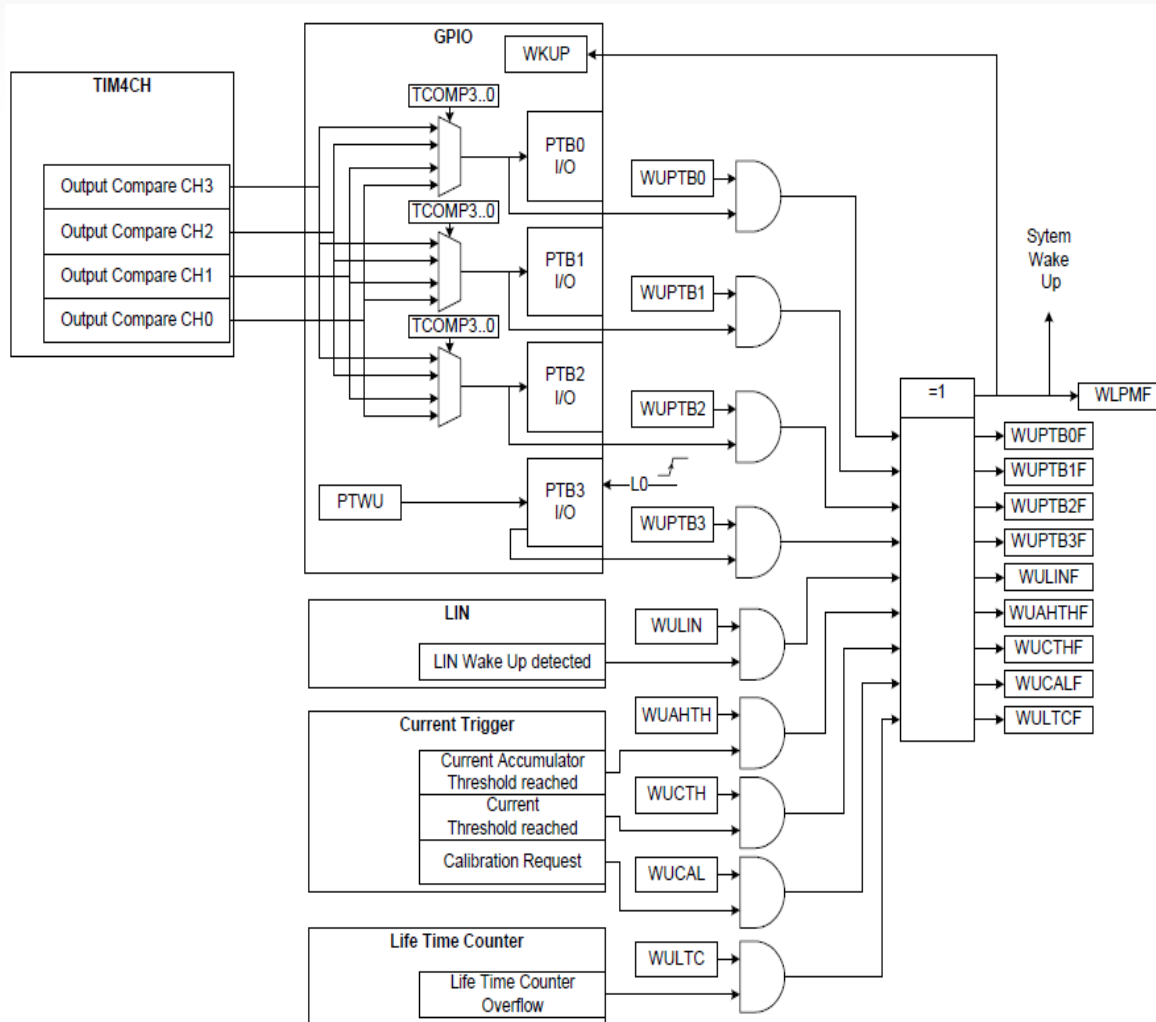 GPIO
WKUP
TIM4CH
TCOMP3..0
PTB0
I/O
WUPTB0
Output Compare CH3
TCOMP3..0
Output Compare CH2
Sytem
Wake
Up
PTB1
I/O
WUPTB1
Output Compare CH1
Output Compare CH0
TCOMP3..0
PTB2
I/O
WUPTB2
=1
WLPMF
WUPTB0F
WUPTB1F
L0
PTWU
PTB3
I/O
WUPTB2F
WUPTB3
WUPTB3F
WULINF
LIN
WULIN
WUAHTHF
LIN Wake Up detected
WUCTHF
WUCALF
WUAHTH
WULTCF
Current Trigger
Current Accumulator
Threshold reached
WUCTH
Current
Threshold reached
Calibration Request
WUCAL
Life Time Counter
WULTC
Life Time Counter
Overflow